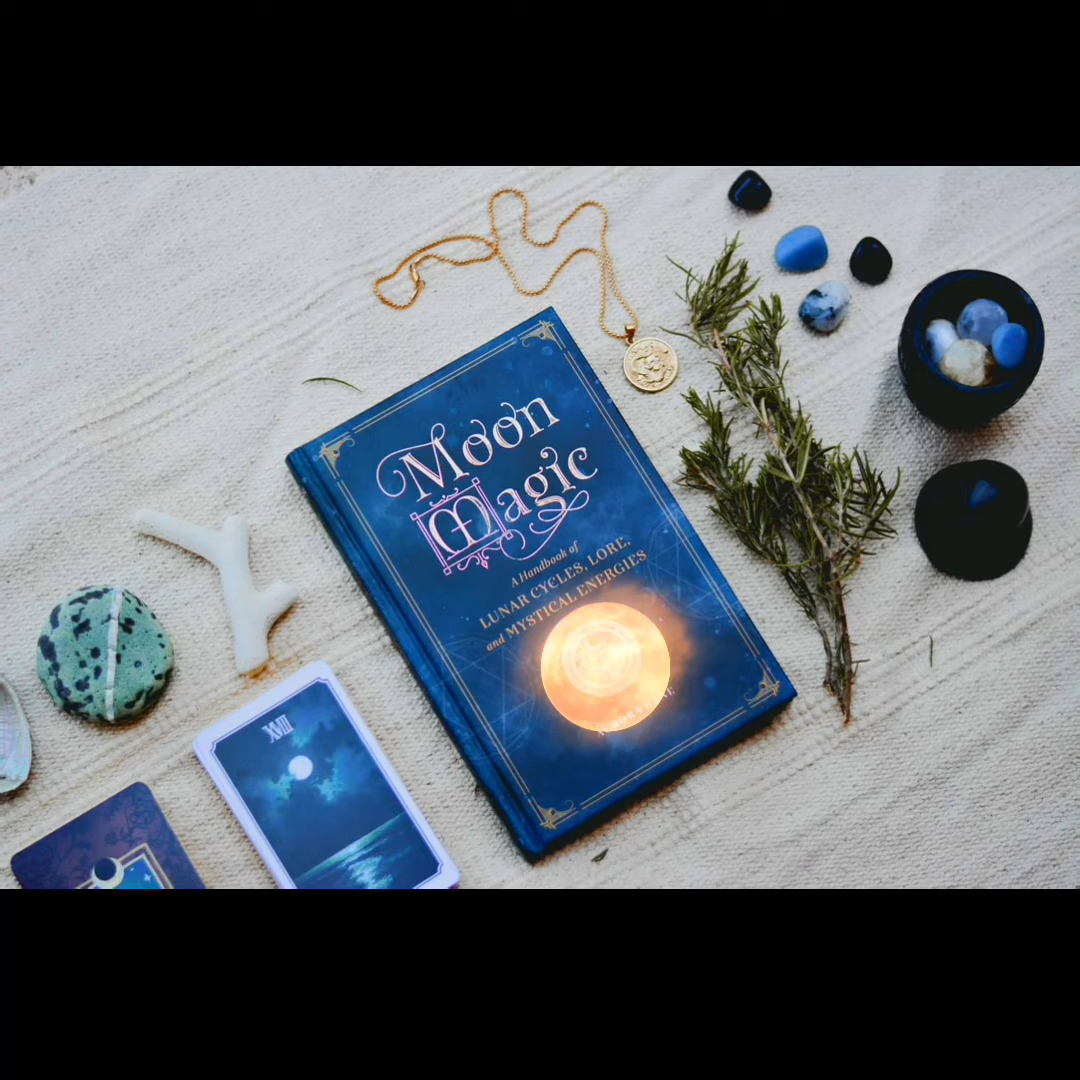 Moon
Magic
A Handbook of
LUNAR CYCLES, LORE,
and MYSTICAL ENERGIES
XVIII